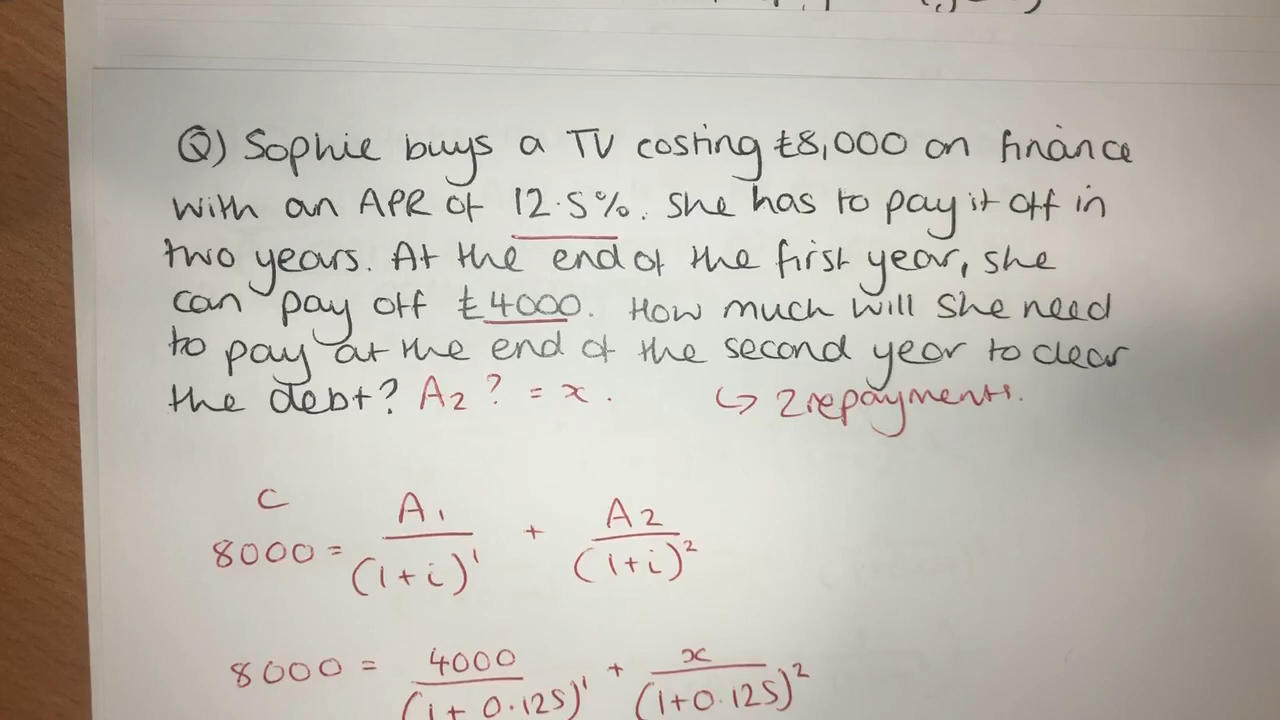 Q) Sophie buys a TV costing £8,000 on finance
with an APR of 12.5%. She has to pay it off in
two years. At the end of the first year, she
can pay off £4000. How much will she need
to pay at the end of the second year to clear
the debt? A2 ? = x. ↳ 2 repayments.
C A1 A2
8000 = ——— + ———
(1+i)¹ (1+i)²
8000 = 4000 + x
(1+0.125)¹ (1+0.125)²